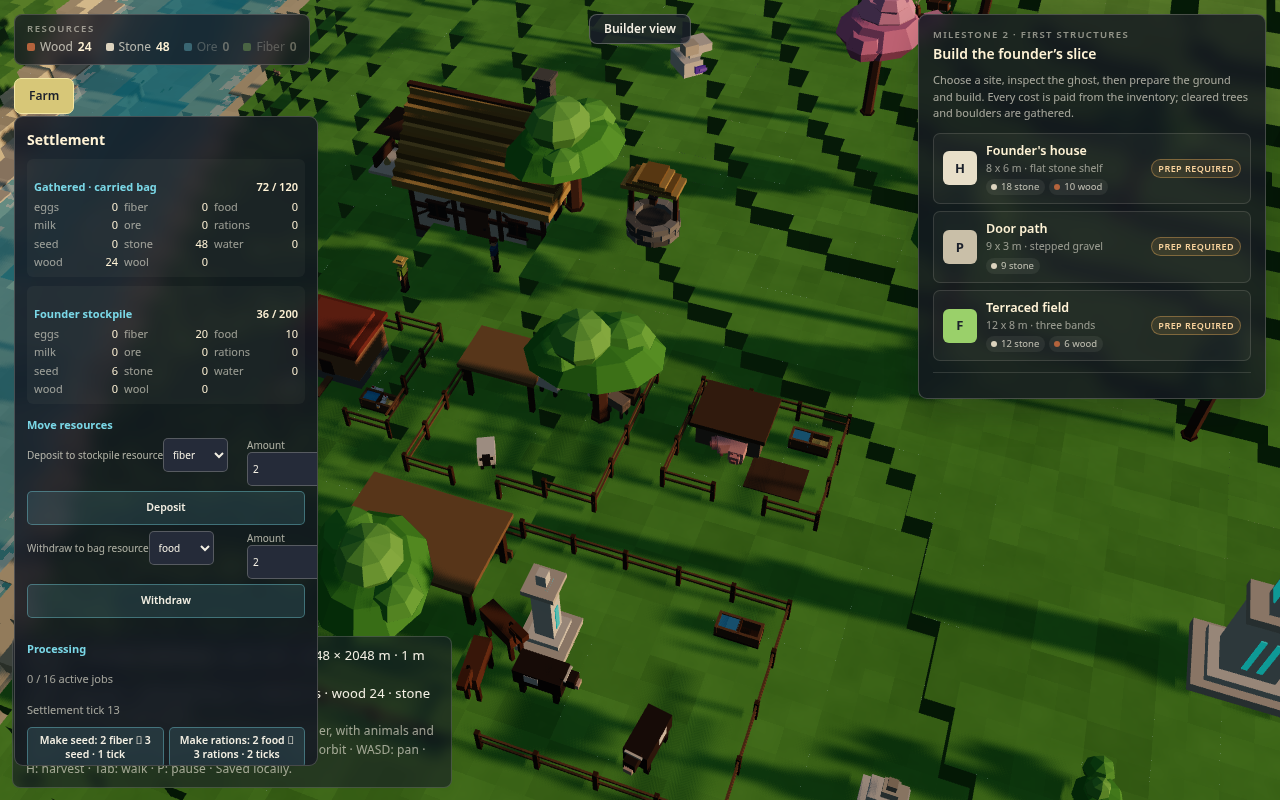 RESOURCES
Wood 24 Stone 48 Ore 0 Fiber 0
Farm
Settlement
Gathered · carried bag 72 / 120
eggs 0 fiber 0 food 0
milk 0 ore 0 rations 0
seed 0 stone 48 water 0
wood 24 wool 0
Founder stockpile 36 / 200
eggs 0 fiber 20 food 10
milk 0 ore 0 rations 0
seed 6 stone 0 water 0
wood 0 wool 0
Move resources
Deposit to stockpile resource fiber Amount 2
Deposit
Withdraw to bag resource food Amount 2
Withdraw
Processing
0 / 16 active jobs
Settlement tick 13
Make seed: 2 fiber 3
seed · 1 tick
Make rations: 2 food
3 rations · 2 ticks
48 × 2048 m · 1 m
s · wood 24 · stone
er, with animals and
orbit · WASD: pan ·
H: harvest · Tab: walk · P: pause · Saved locally.
Builder view
MILESTONE 2 · FIRST STRUCTURES
Build the founder’s slice
Choose a site, inspect the ghost, then prepare the ground
and build. Every cost is paid from the inventory; cleared trees
and boulders are gathered.
H
Founder's house
8 x 6 m · flat stone shelf
18 stone 10 wood
PREP REQUIRED
P
Door path
9 x 3 m · stepped gravel
9 stone
PREP REQUIRED
F
Terraced field
12 x 8 m · three bands
12 stone 6 wood
PREP REQUIRED